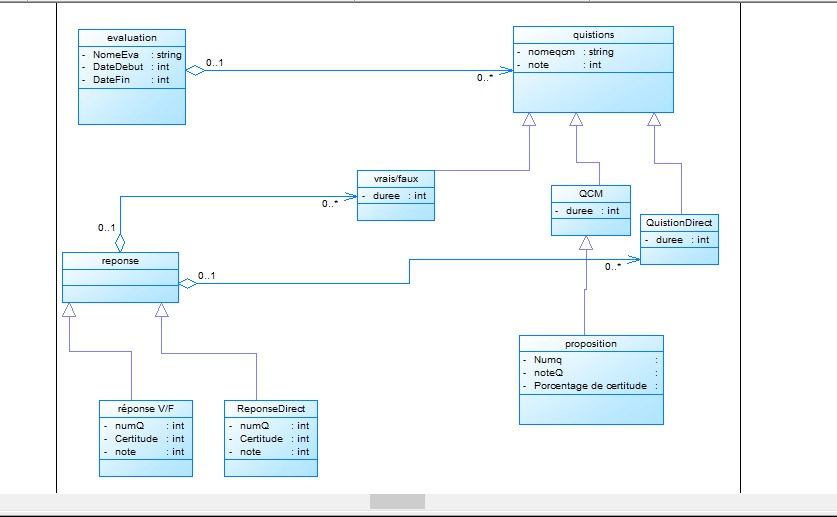 evaluation
- NomeEva : string
- DateDebut : int
- DateFin : int
0..1
0..*
quistions
- nomeqcm : string
- note : int
vrais/faux
- duree : int
0..*
QCM
- duree : int
QuistionDirect
- duree : int
0..1
reponse
0..1
0..*
proposition
- Numq :
- noteQ :
- Porcentage de certitude :
réponse V/F
- numQ : int
- Certitude : int
- note : int
ReponseDirect
- numQ : int
- Certitude : int
- note : int